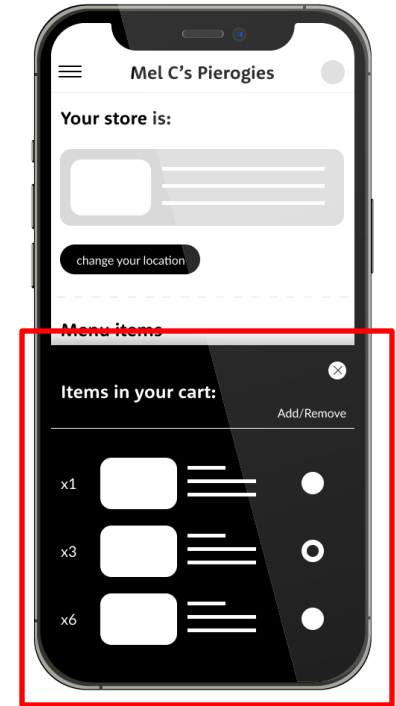 Mel C's Pierogies
Your store is:
change your location
Menu items
Items in your cart:
Add/Remove
x1
x3
x6